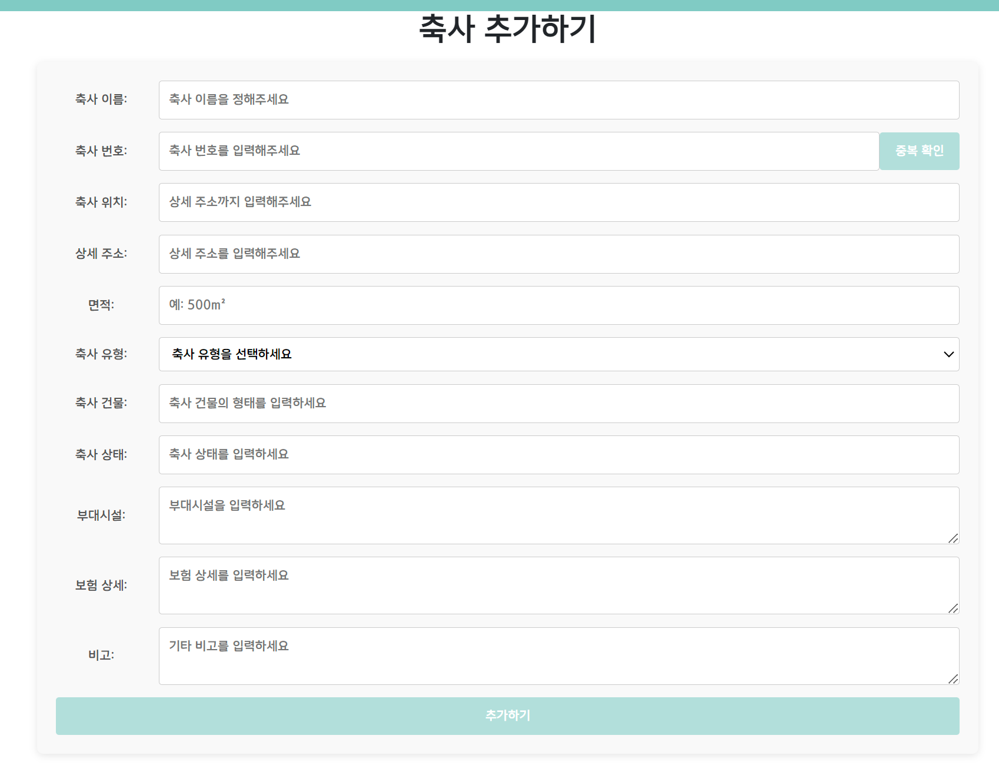 축사 추가하기
축사 이름:
축사 이름을 정해주세요
축사 번호:
축사 번호를 입력해주세요
중복 확인
축사 위치:
상세 주소까지 입력해주세요
상세 주소:
상세 주소를 입력해주세요
면적:
예: 500m²
축사 유형:
축사 유형을 선택하세요
축사 건물:
축사 건물의 형태를 입력하세요
축사 상태:
축사 상태를 입력하세요
부대시설:
부대시설을 입력하세요
보험 상세:
보험 상세를 입력하세요
비고:
기타 비고를 입력하세요
추가하기